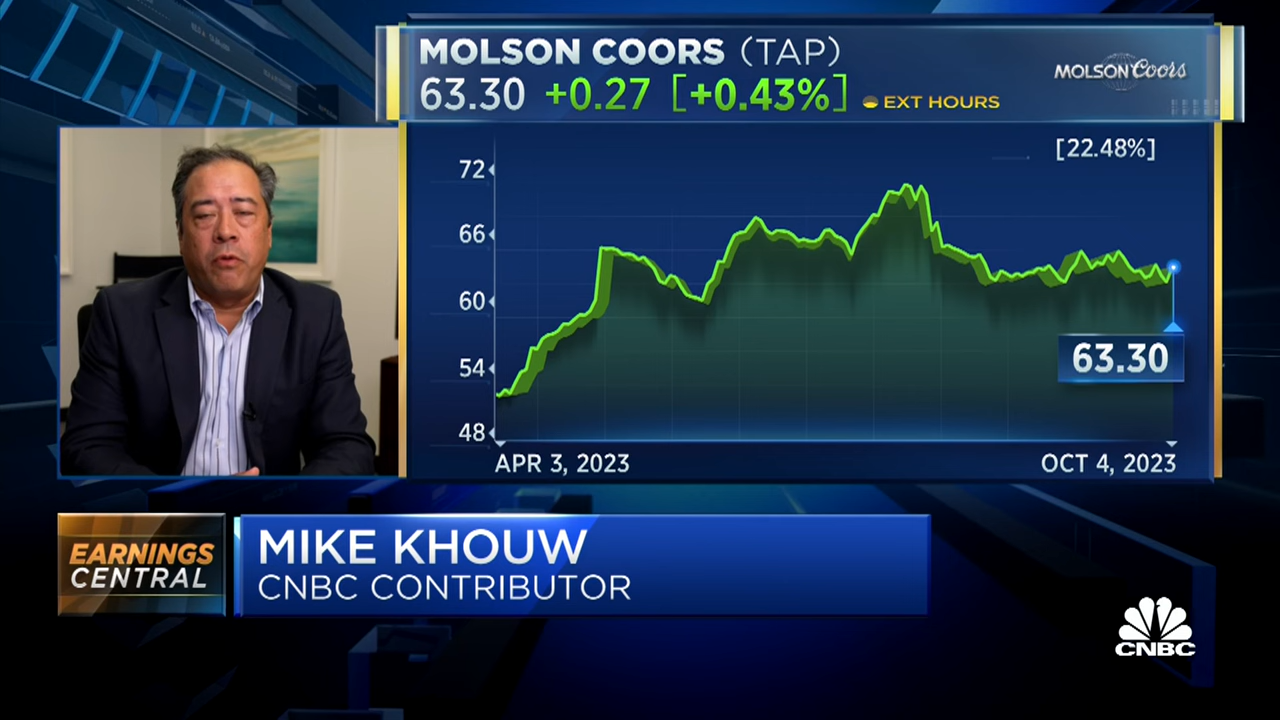 MOLSON COORS (TAP)
63.30 +0.27 [+0.43%] EXT HOURS
MOLSON Coors
[22.48%]
72
66
60
54
48
63.30
APR 3, 2023
OCT 4, 2023
EARNINGS
CENTRAL
MIKE KHOUW
CNBC CONTRIBUTOR
CNBC